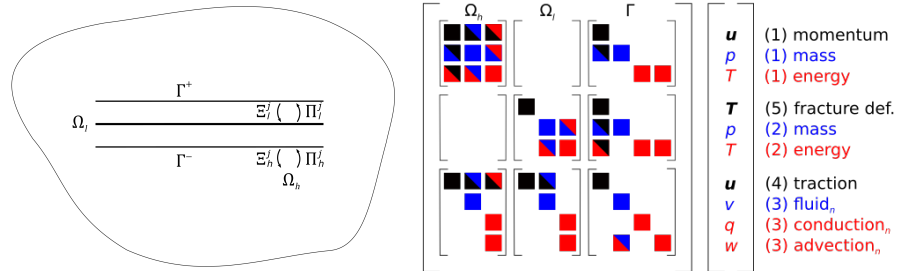 Γ⁺
Ξₗʲ ( ) Πₗʲ
Ωₗ
Γ⁻
Ξₕʲ ( ) Πₕʲ
Ωₕ
Ωₕ Ωₗ Γ
u (1) momentum
p (1) mass
T (1) energy
T (5) fracture def.
p (2) mass
T (2) energy
u (4) traction
v (3) fluidₙ
q (3) conductionₙ
w (3) advectionₙ